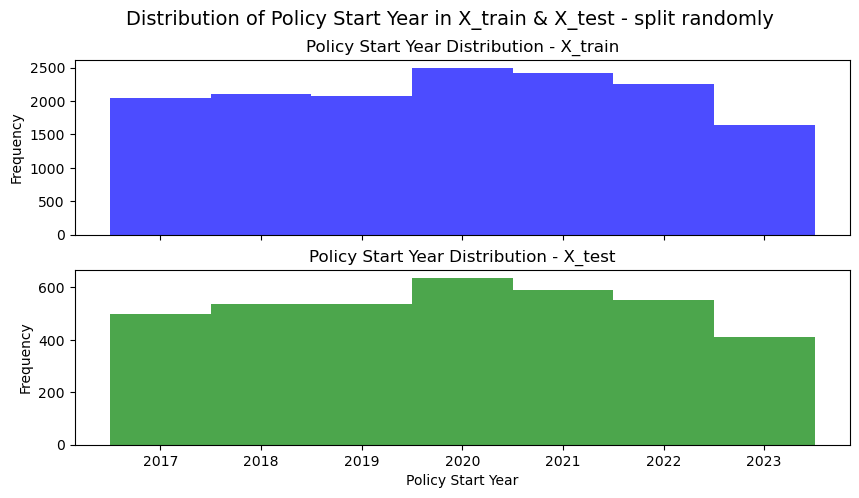 Distribution of Policy Start Year in X_train & X_test - split randomly
Policy Start Year Distribution - X_train
Frequency
2500
2000
1500
1000
500
0
Policy Start Year Distribution - X_test
Frequency
600
400
200
0
2017 2018 2019 2020 2021 2022 2023
Policy Start Year